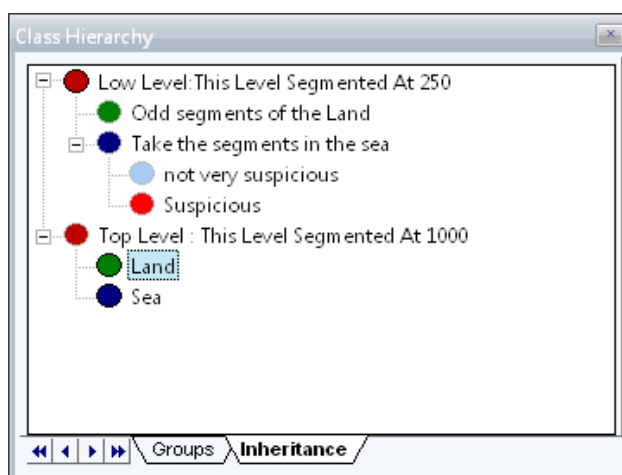 Class Hierarchy
Low Level:This Level Segmented At 250
Odd segments of the Land
Take the segments in the sea
not very suspicious
Suspicious
Top Level : This Level Segmented At 1000
Land
Sea
Groups Inheritance